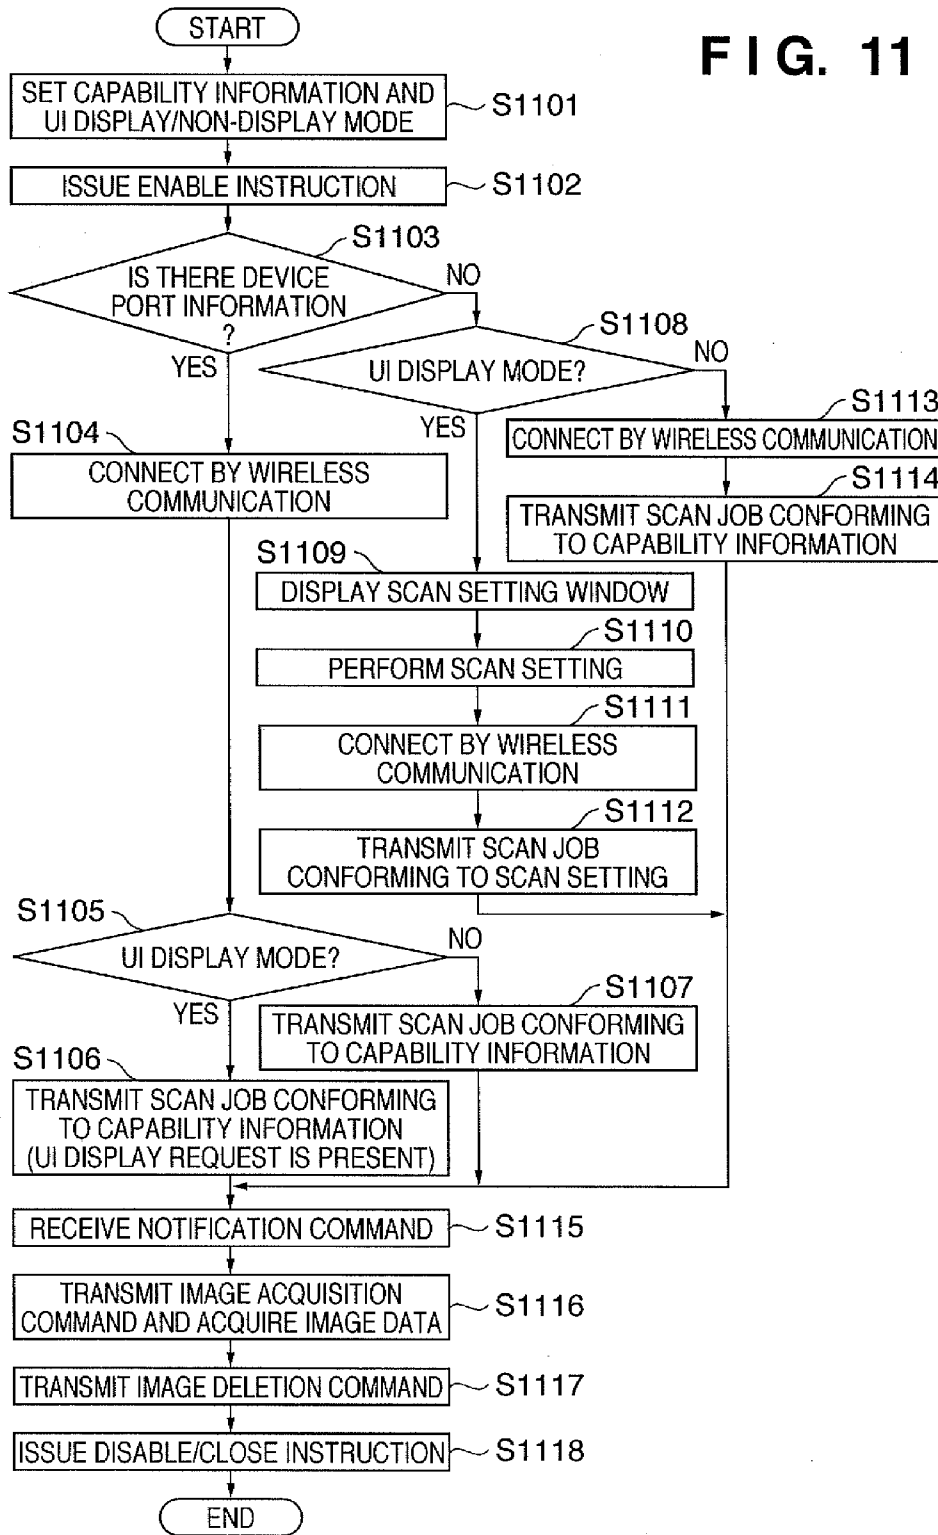 START
FIG. 11
SET CAPABILITY INFORMATION AND
UI DISPLAY/NON-DISPLAY MODE
S1101
ISSUE ENABLE INSTRUCTION
S1102
S1103
IS THERE DEVICE
PORT INFORMATION
?
NO
YES
S1108
UI DISPLAY MODE?
NO
YES
S1113
CONNECT BY WIRELESS COMMUNICATION
S1104
CONNECT BY WIRELESS
COMMUNICATION
S1114
TRANSMIT SCAN JOB CONFORMING
TO CAPABILITY INFORMATION
S1109
DISPLAY SCAN SETTING WINDOW
S1110
PERFORM SCAN SETTING
S1111
CONNECT BY WIRELESS
COMMUNICATION
S1112
TRANSMIT SCAN JOB
CONFORMING TO SCAN SETTING
S1105
UI DISPLAY MODE?
NO
YES
S1107
TRANSMIT SCAN JOB CONFORMING
TO CAPABILITY INFORMATION
S1106
TRANSMIT SCAN JOB CONFORMING
TO CAPABILITY INFORMATION
(UI DISPLAY REQUEST IS PRESENT)
RECEIVE NOTIFICATION COMMAND
S1115
TRANSMIT IMAGE ACQUISITION
COMMAND AND ACQUIRE IMAGE DATA
S1116
TRANSMIT IMAGE DELETION COMMAND
S1117
ISSUE DISABLE/CLOSE INSTRUCTION
S1118
END